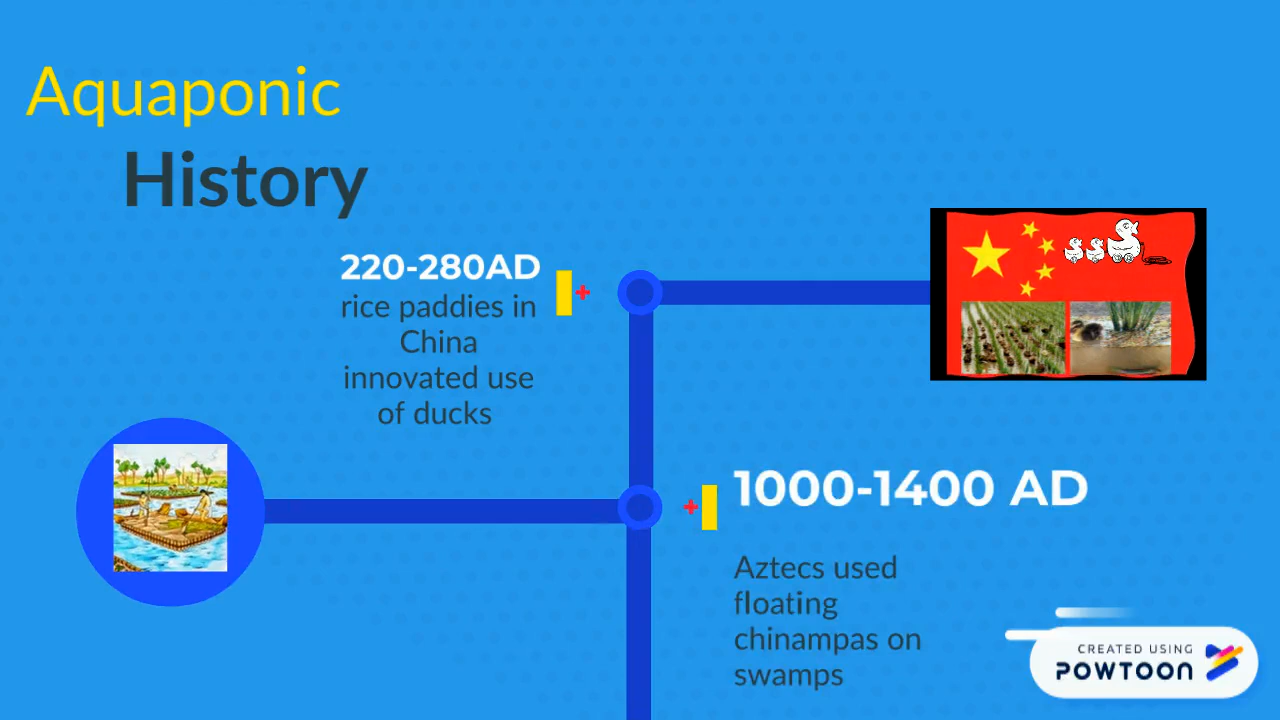 Aquaponic
History
220-280AD
rice paddies in
China
innovated use
of ducks
1000-1400 AD
Aztecs used
floating
chinampas on
swamps
CREATED USING
POWTOON